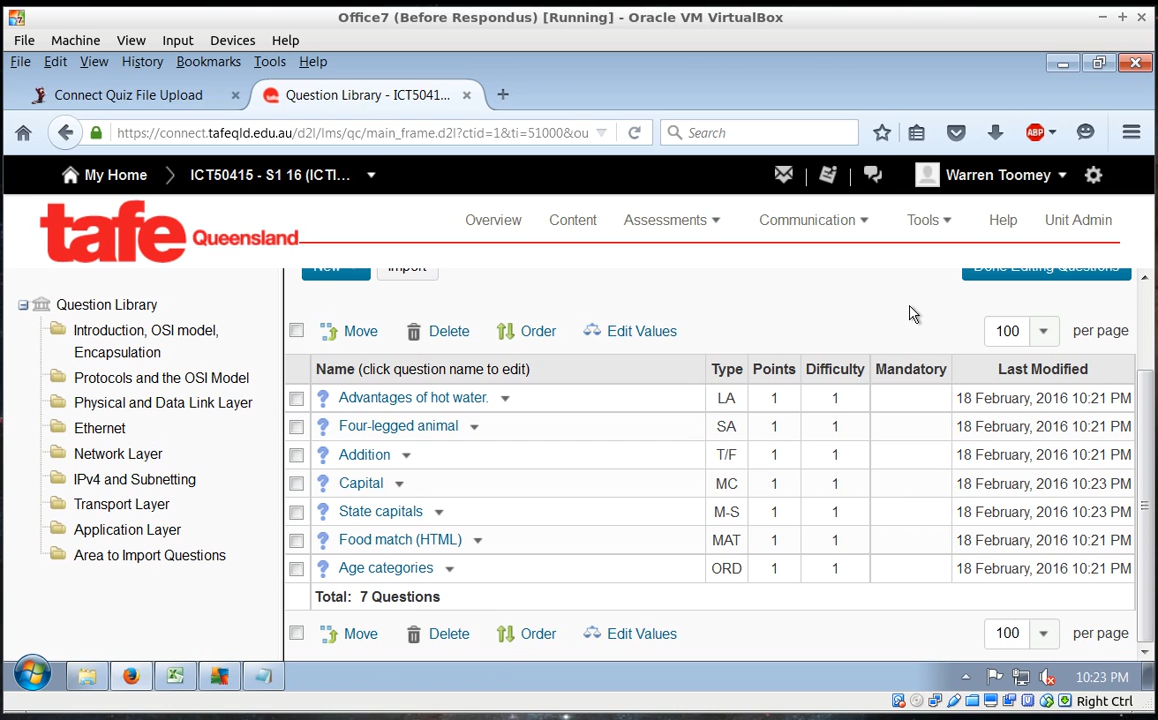 Office7 (Before Respondus) [Running] - Oracle VM VirtualBox
File Machine View Input Devices Help
File Edit View History Bookmarks Tools Help
Connect Quiz File Upload × Question Library - ICT5041... × +
https://connect.tafeqld.edu.au/d2l/lms/qc/main_frame.d2l?ctid=1&ti=51000&ou Search ABP
My Home ICT50415 - S1 16 (ICTI... Warren Toomey
tafe Queensland Overview Content Assessments Communication Tools Help Unit Admin
New Import Done Editing Questions
Question Library
Introduction, OSI model,
Encapsulation
Protocols and the OSI Model
Physical and Data Link Layer
Ethernet
Network Layer
IPv4 and Subnetting
Transport Layer
Application Layer
Area to Import Questions
Move Delete Order Edit Values 100 per page
Name (click question name to edit) Type Points Difficulty Mandatory Last Modified
Advantages of hot water. LA 1 1 18 February, 2016 10:21 PM
Four-legged animal SA 1 1 18 February, 2016 10:21 PM
Addition T/F 1 1 18 February, 2016 10:21 PM
Capital MC 1 1 18 February, 2016 10:23 PM
State capitals M-S 1 1 18 February, 2016 10:23 PM
Food match (HTML) MAT 1 1 18 February, 2016 10:21 PM
Age categories ORD 1 1 18 February, 2016 10:21 PM
Total: 7 Questions
Move Delete Order Edit Values 100 per page
10:23 PM
Right Ctrl